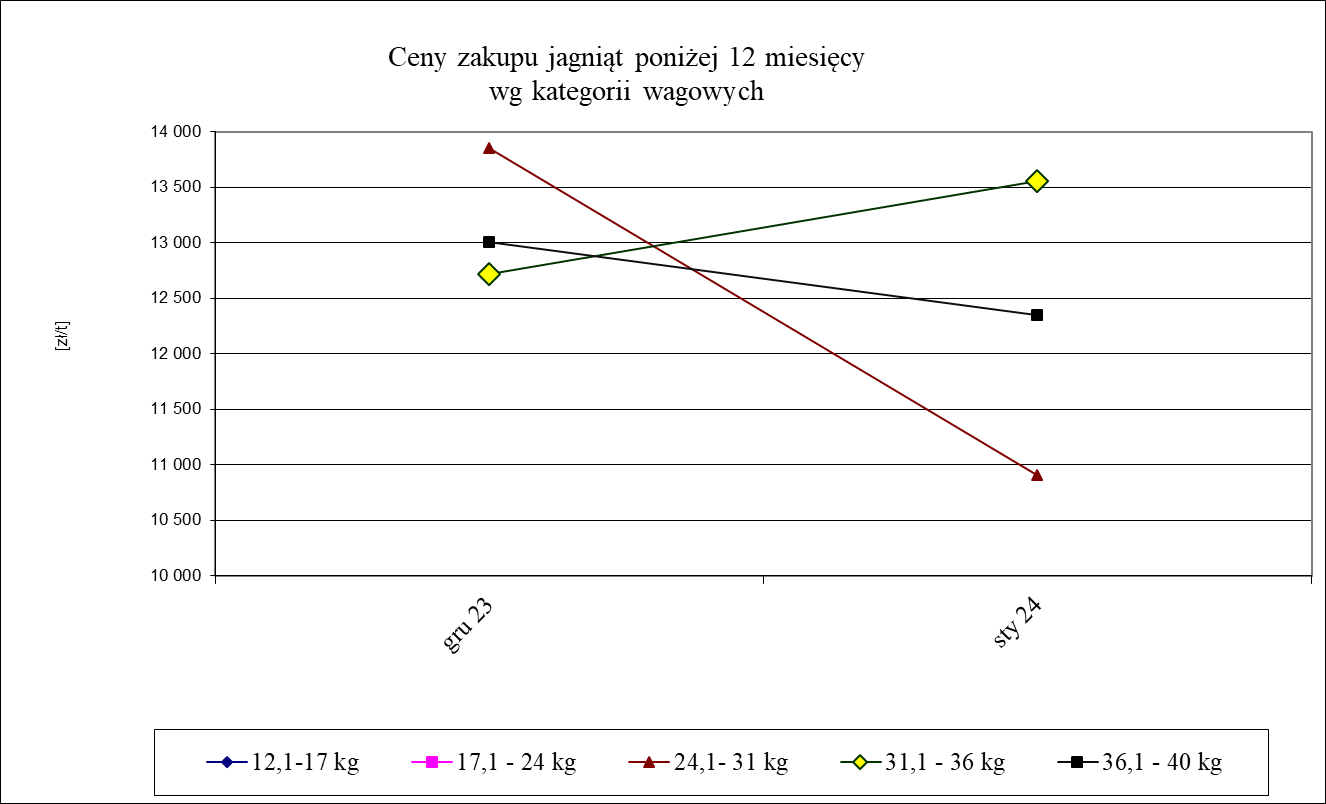 Ceny zakupu jagniąt poniżej 12 miesięcy
wg kategorii wagowych
14 000
13 500
13 000
12 500
12 000
11 500
11 000
10 500
10 000
[zł/t]
gru 23
sty 24
12,1-17 kg
17,1 - 24 kg
24,1- 31 kg
31,1 - 36 kg
36,1 - 40 kg